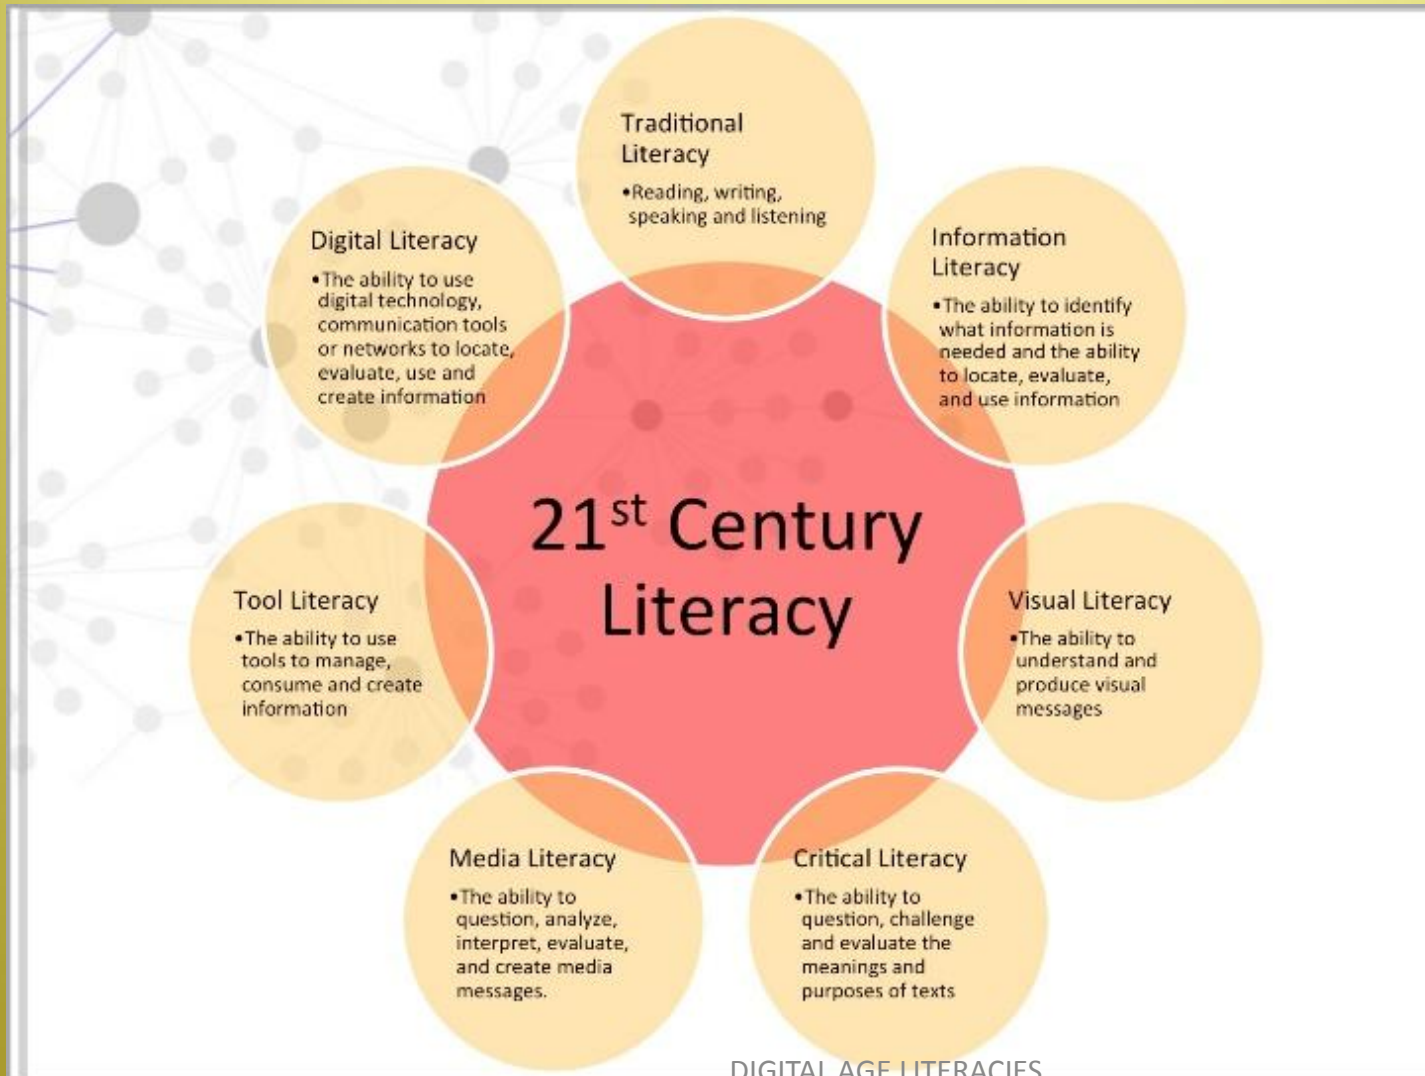 Traditional
Literacy
•Reading, writing,
speaking and listening
Information
Literacy
•The ability to identify
what information is
needed and the ability
to locate, evaluate,
and use information
Visual Literacy
•The ability to
understand and
produce visual
messages
Critical Literacy
•The ability to
question, challenge
and evaluate the
meanings and
purposes of texts
Media Literacy
•The ability to
question, analyze,
interpret, evaluate,
and create media
messages.
Tool Literacy
•The ability to use
tools to manage,
consume and create
information
Digital Literacy
•The ability to use
digital technology,
communication tools
or networks to locate,
evaluate, use and
create information
21st Century
Literacy
DIGITAL AGE LITERACIES